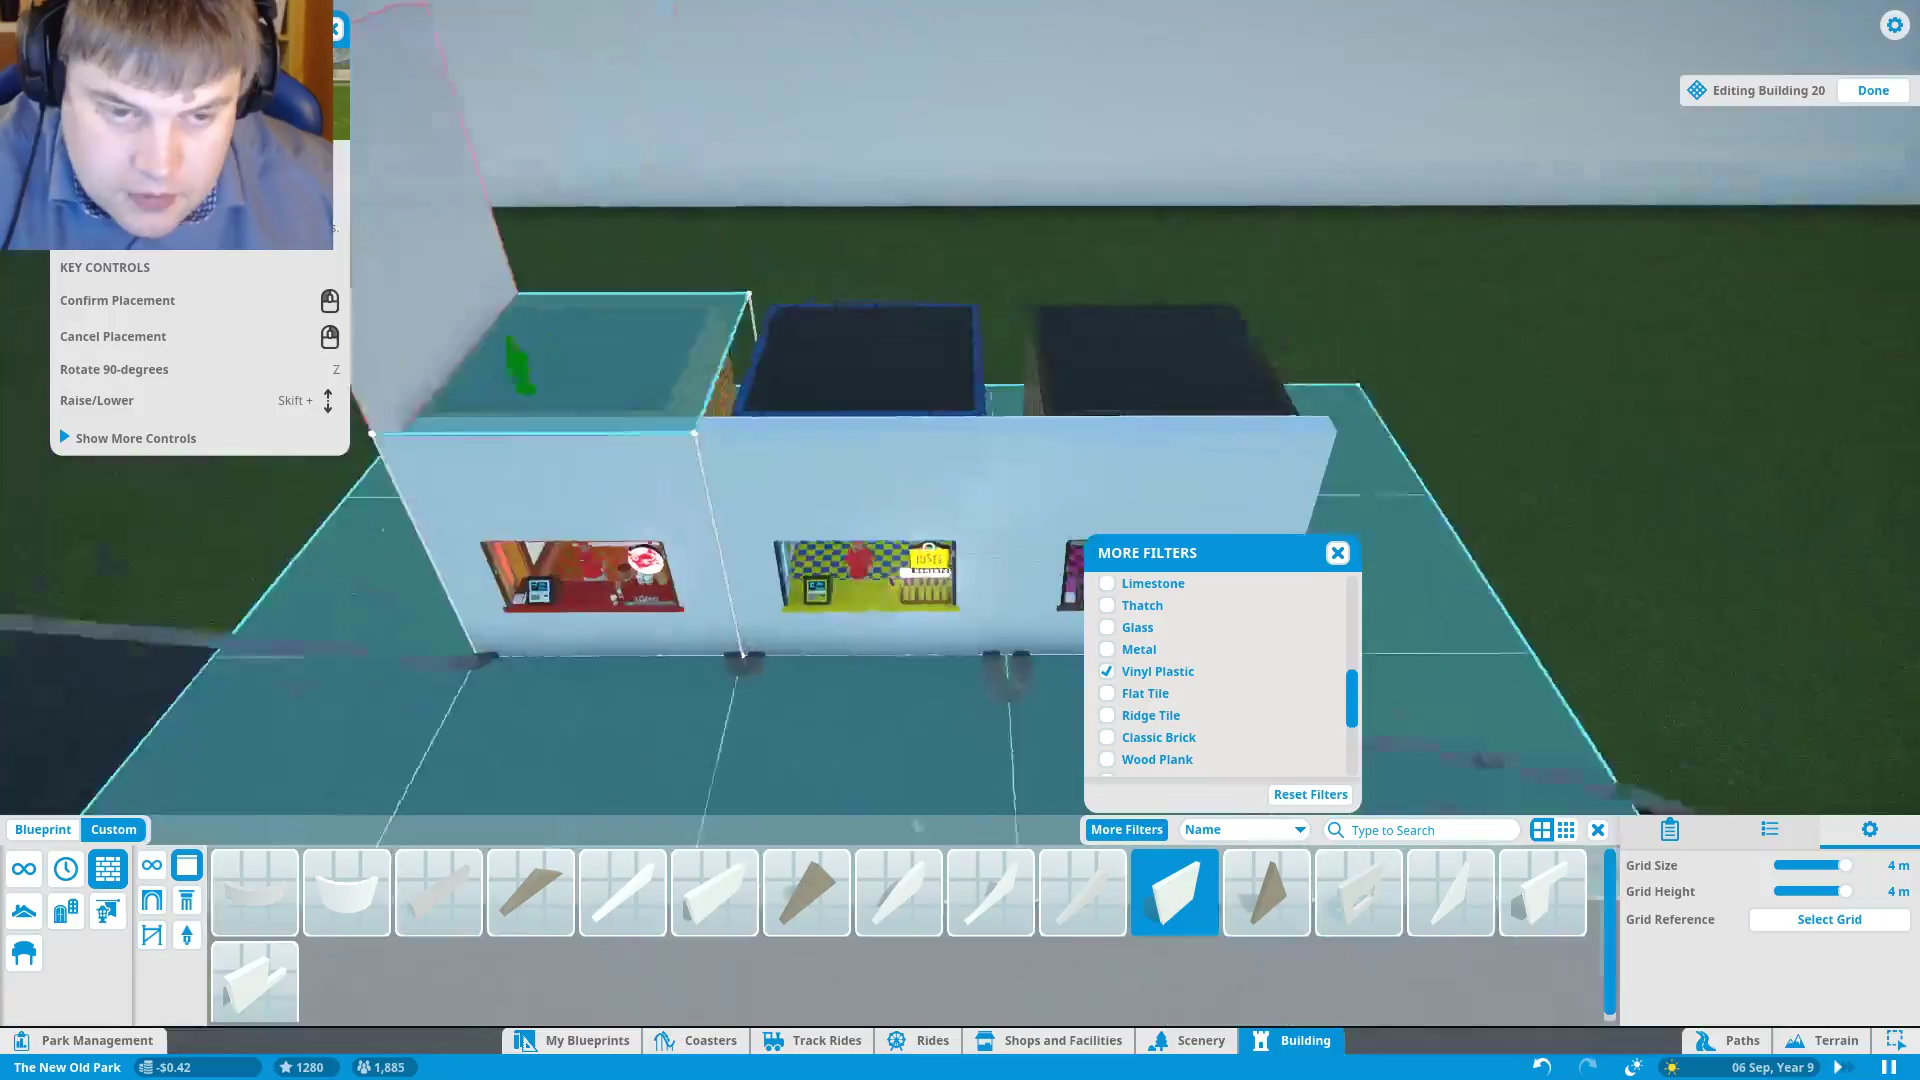 Editing Building 20
Done
s.
KEY CONTROLS
Confirm Placement
Cancel Placement
Rotate 90-degrees Z
Raise/Lower Skift +
Show More Controls
MORE FILTERS
Limestone
Thatch
Glass
Metal
Vinyl Plastic
Flat Tile
Ridge Tile
Classic Brick
Wood Plank
Reset Filters
Blueprint
Custom
More Filters
Name
Type to Search
Grid Size 4 m
Grid Height 4 m
Grid Reference Select Grid
Park Management
My Blueprints
Coasters
Track Rides
Rides
Shops and Facilities
Scenery
Building
Paths
Terrain
The New Old Park
-$0.42
1280
1,885
06 Sep, Year 9